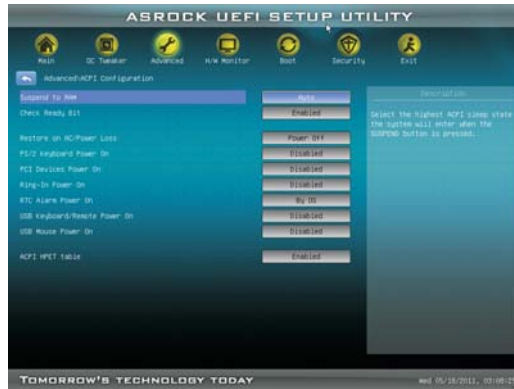 ASROCK UEFI SETUP UTILITY
Main OC Tweaker Advanced H/W Monitor Boot Security Exit
Advanced\ACPI Configuration
Suspend to RAM Auto
Check Ready Bit Enabled
Restore on AC/Power Loss Power Off
PS/2 Keyboard Power On Disabled
PCI Devices Power On Disabled
Ring-In Power On Disabled
RTC Alarm Power On By OS
USB Keyboard/Remote Power On Disabled
USB Mouse Power On Disabled
ACPI HPET table Enabled
Description
Select the highest ACPI sleep state
the system will enter when the
SUSPEND button is pressed.
TOMORROW'S TECHNOLOGY TODAY
Wed 05/18/2011,